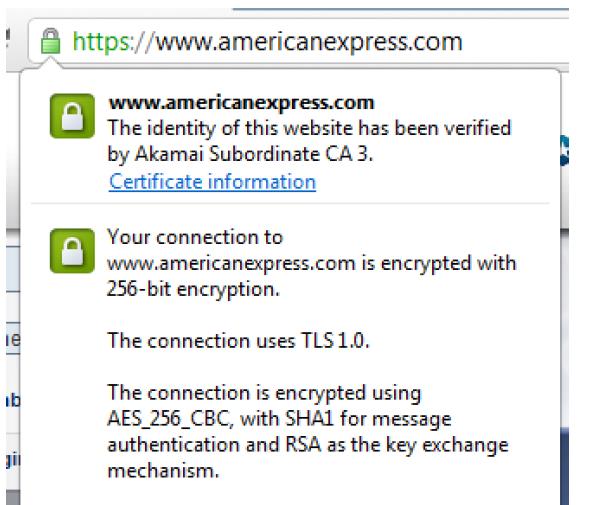 https://www.americanexpress.com
www.americanexpress.com
The identity of this website has been verified
by Akamai Subordinate CA 3.
Certificate information
Your connection to
www.americanexpress.com is encrypted with
256-bit encryption.
The connection uses TLS 1.0.
The connection is encrypted using
AES_256_CBC, with SHA1 for message
authentication and RSA as the key exchange
mechanism.